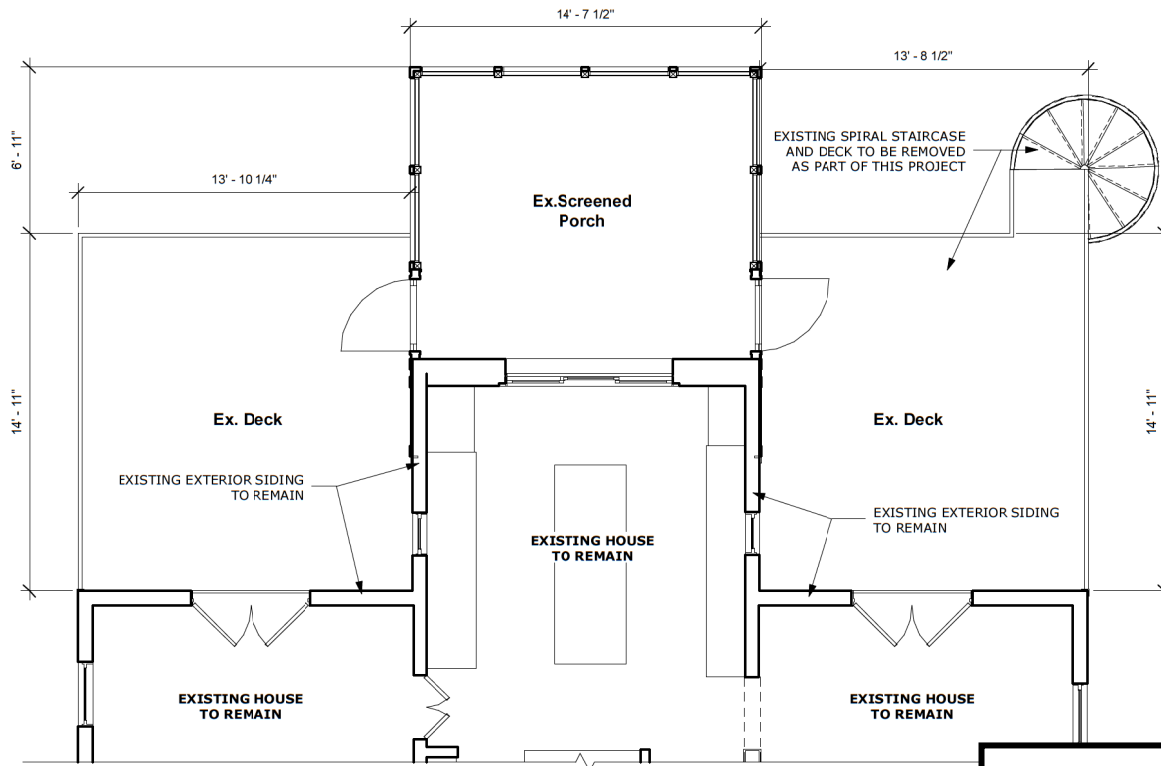 14' - 7 1/2"
13' - 8 1/2"
6' - 11"
EXISTING SPIRAL STAIRCASE
AND DECK TO BE REMOVED
AS PART OF THIS PROJECT
13' - 10 1/4"
Ex.Screened
Porch
14' - 11"
Ex. Deck
Ex. Deck
14' - 11"
EXISTING EXTERIOR SIDING
TO REMAIN
EXISTING EXTERIOR SIDING
TO REMAIN
EXISTING HOUSE
TO REMAIN
EXISTING HOUSE
TO REMAIN
EXISTING HOUSE
TO REMAIN